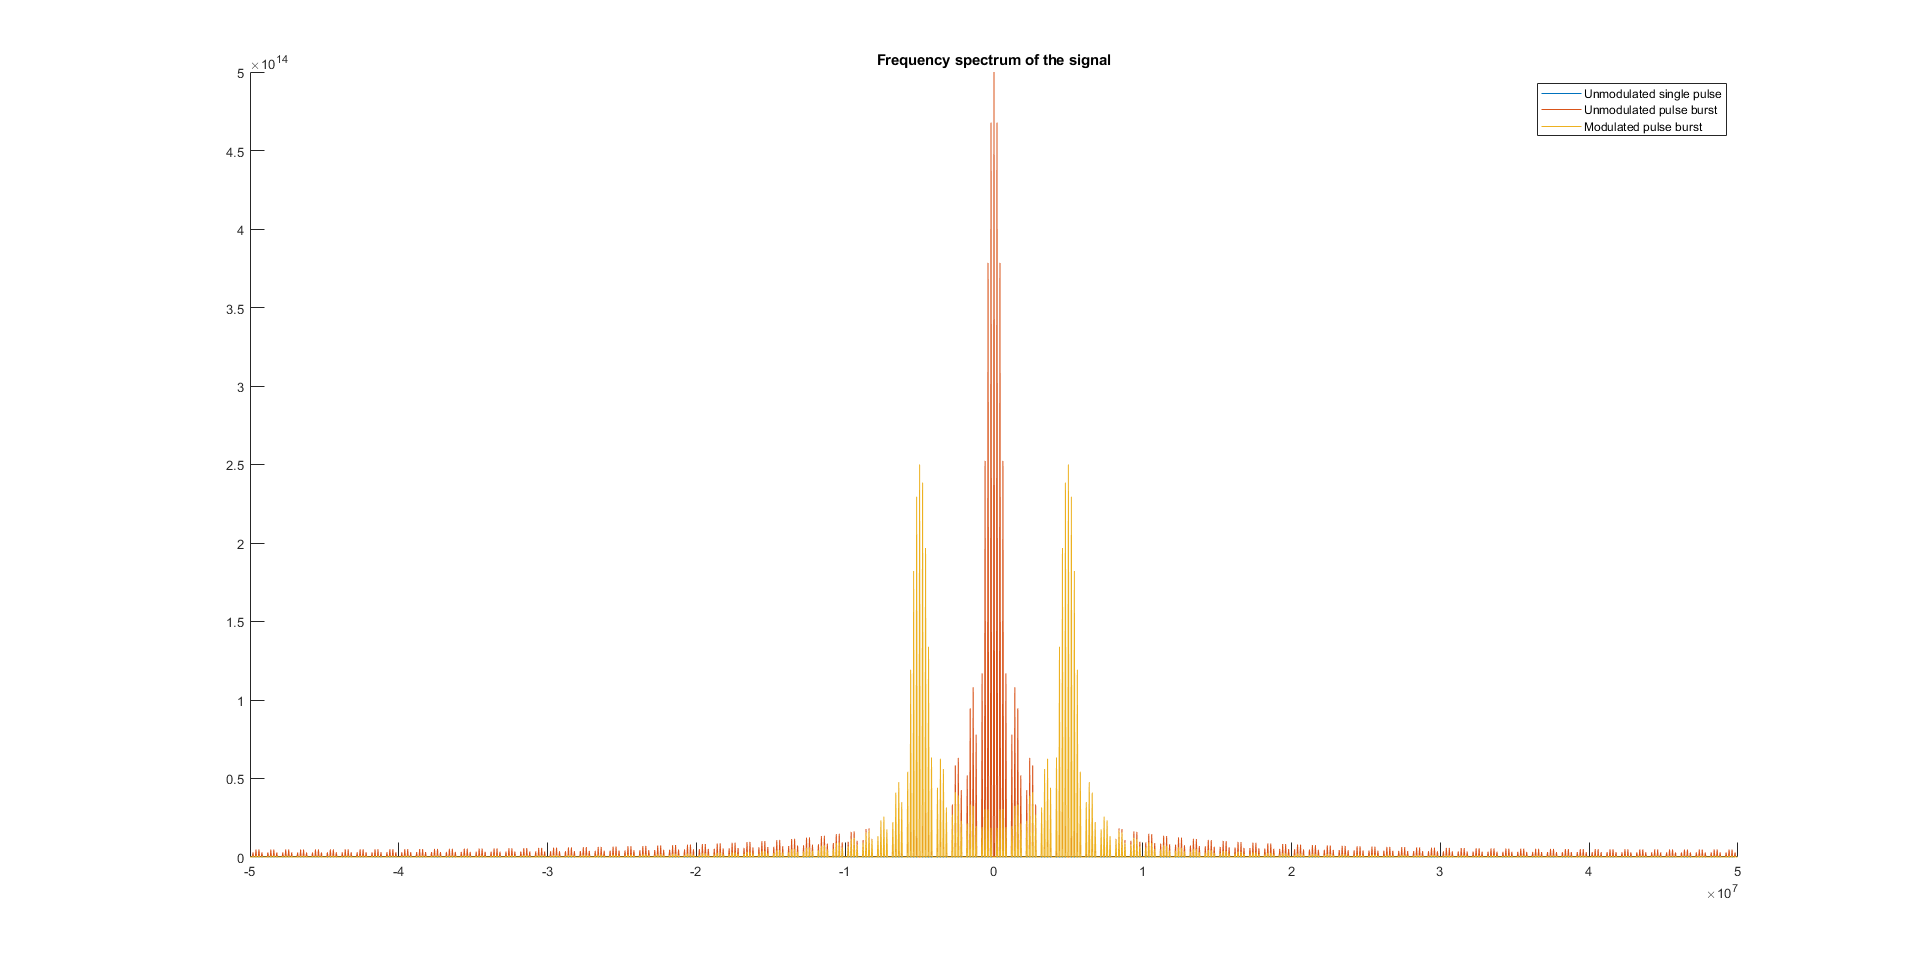 Frequency spectrum of the signal
×10^14
Unmodulated single pulse
Unmodulated pulse burst
Modulated pulse burst
5
4.5
4
3.5
3
2.5
2
1.5
1
0.5
0
-5 -4 -3 -2 -1 0 1 2 3 4 5
×10^7